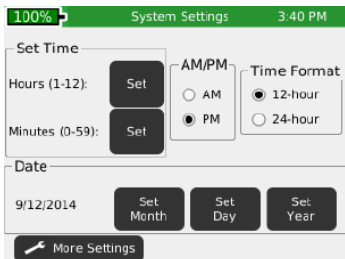 100% System Settings 3:40 PM
Set Time
AM/PM
Time Format
Hours (1-12): Set
AM
12-hour
PM
24-hour
Minutes (0-59): Set
Date
9/12/2014
Set Month
Set Day
Set Year
More Settings